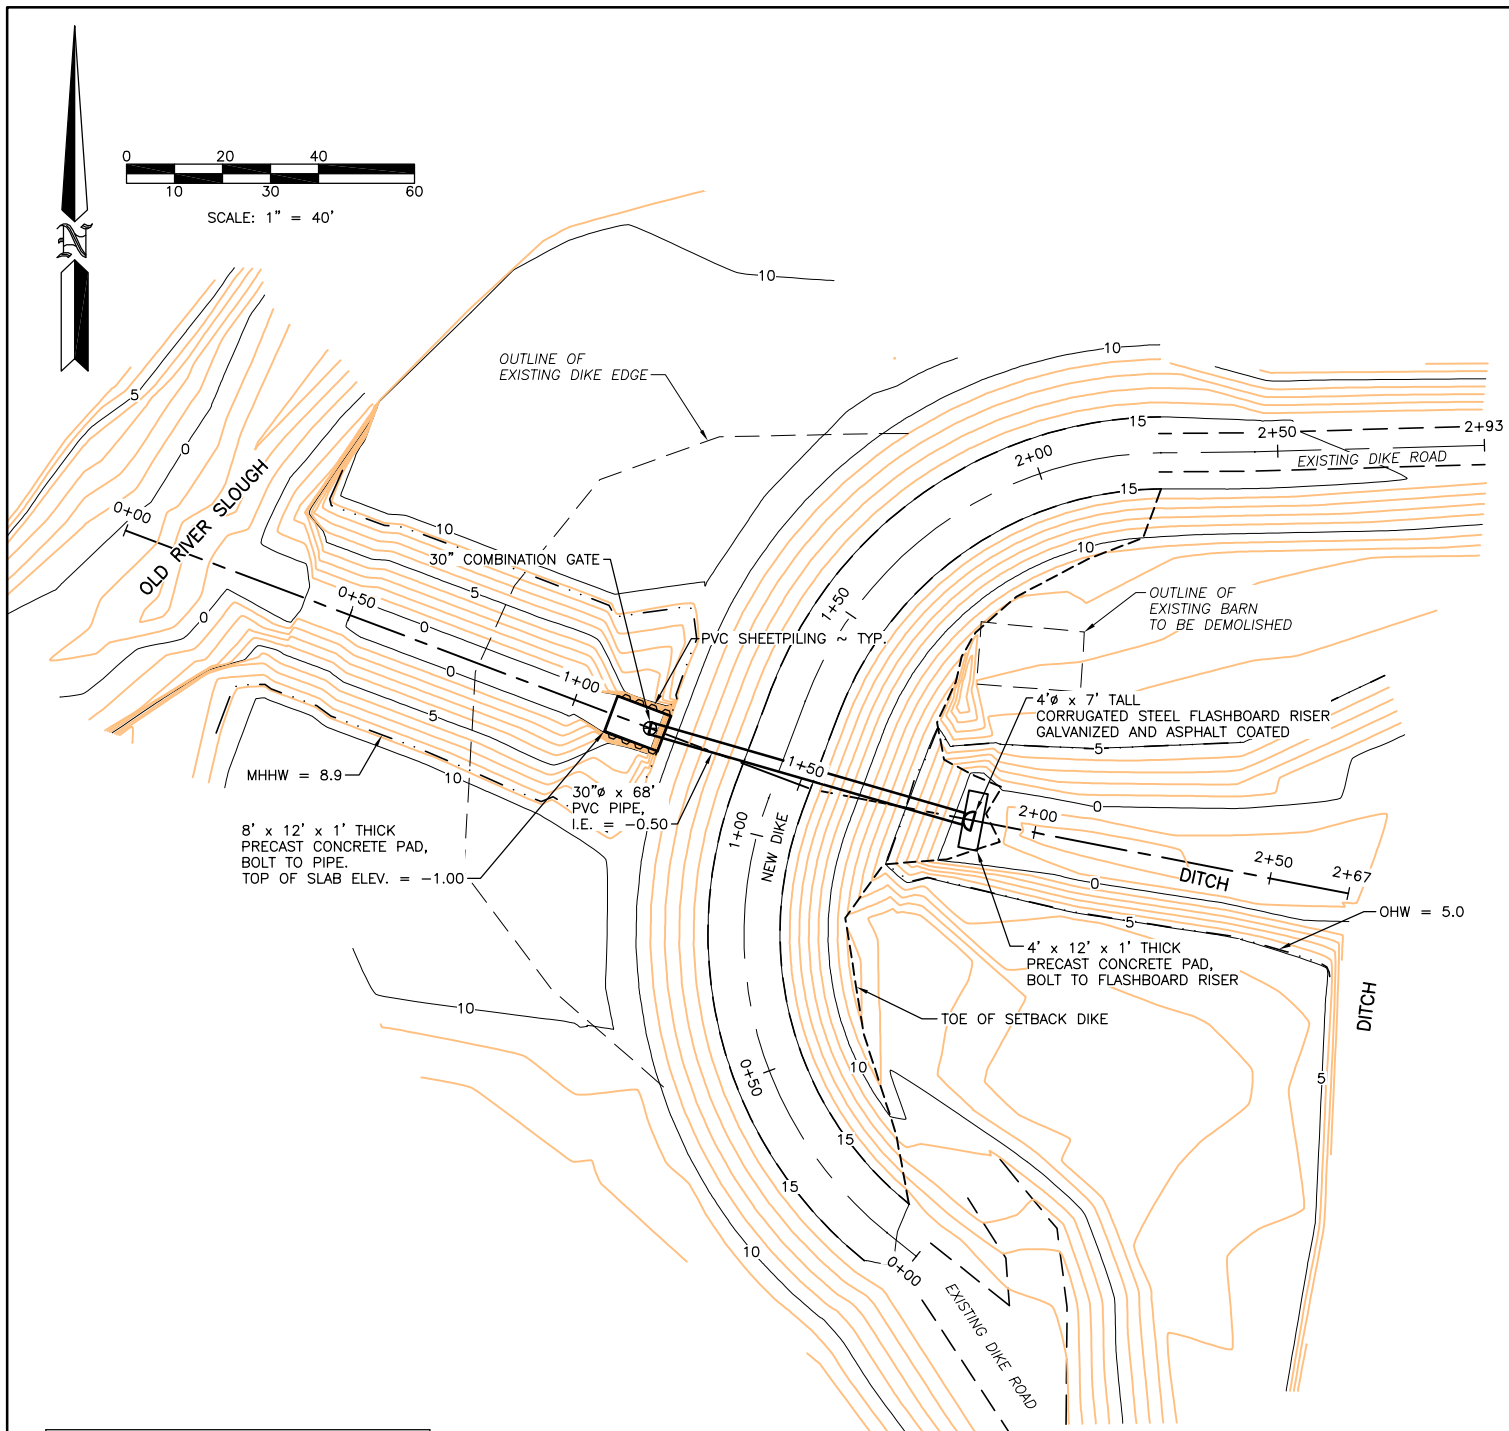 0 20 40
10 30 60
SCALE: 1" = 40'
N
10
OUTLINE OF
EXISTING DIKE EDGE
10
5
0
15
2+00
2+50
2+93
EXISTING DIKE ROAD
0+00
OLD RIVER SLOUGH
15
10
10
30" COMBINATION GATE
0+50
5
0
0
0
1+50
OUTLINE OF
EXISTING BARN
TO BE DEMOLISHED
PVC SHEETPILING ~ TYP.
1+00
4'ø x 7' TALL
CORRUGATED STEEL FLASHBOARD RISER
GALVANIZED AND ASPHALT COATED
5
5
MHHW = 8.9
10
1+50
30"ø x 68'
PVC PIPE,
I.E. = -0.50
0
2+00
1+00
NEW DIKE
8' x 12' x 1' THICK
PRECAST CONCRETE PAD,
BOLT TO PIPE.
TOP OF SLAB ELEV. = -1.00
2+50
2+67
DITCH
0
OHW = 5.0
5
4' x 12' x 1' THICK
PRECAST CONCRETE PAD,
BOLT TO FLASHBOARD RISER
10
TOE OF SETBACK DIKE
DITCH
0+50
10
5
15
15
10
0+00
EXISTING DIKE ROAD